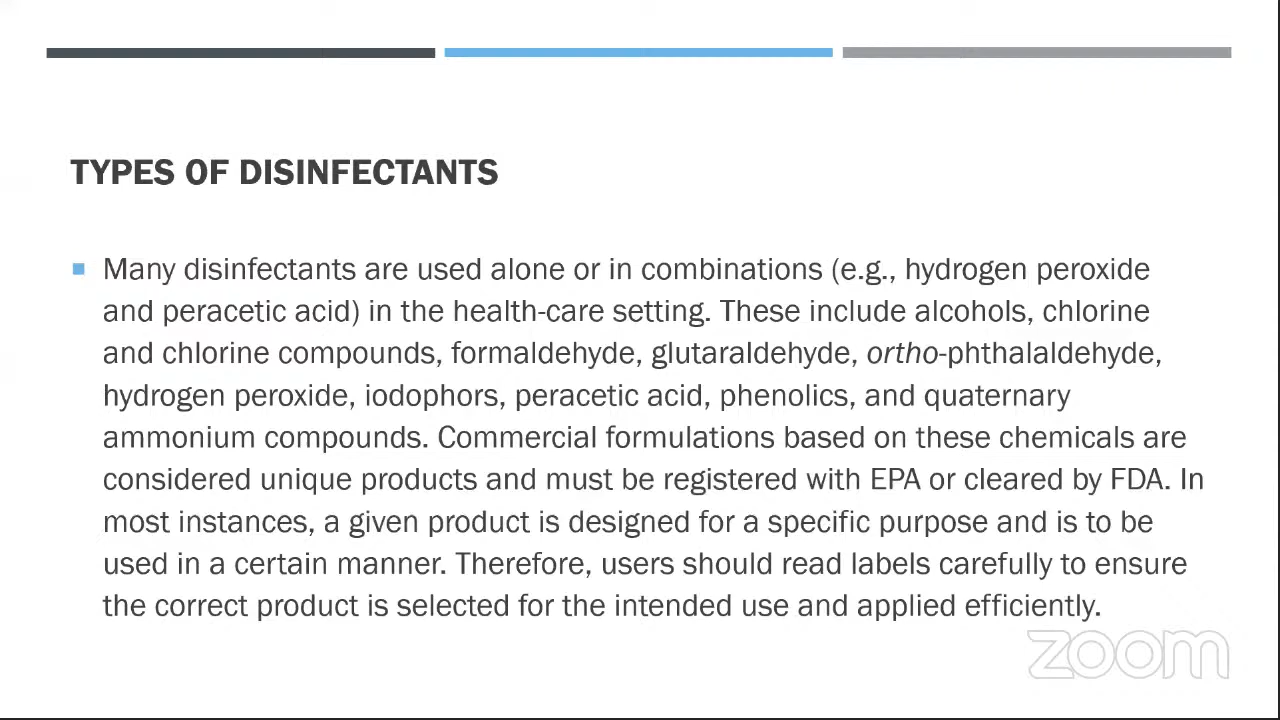 TYPES OF DISINFECTANTS
Many disinfectants are used alone or in combinations (e.g., hydrogen peroxide
and peracetic acid) in the health-care setting. These include alcohols, chlorine
and chlorine compounds, formaldehyde, glutaraldehyde, ortho-phthalaldehyde,
hydrogen peroxide, iodophors, peracetic acid, phenolics, and quaternary
ammonium compounds. Commercial formulations based on these chemicals are
considered unique products and must be registered with EPA or cleared by FDA. In
most instances, a given product is designed for a specific purpose and is to be
used in a certain manner. Therefore, users should read labels carefully to ensure
the correct product is selected for the intended use and applied efficiently.
zoom